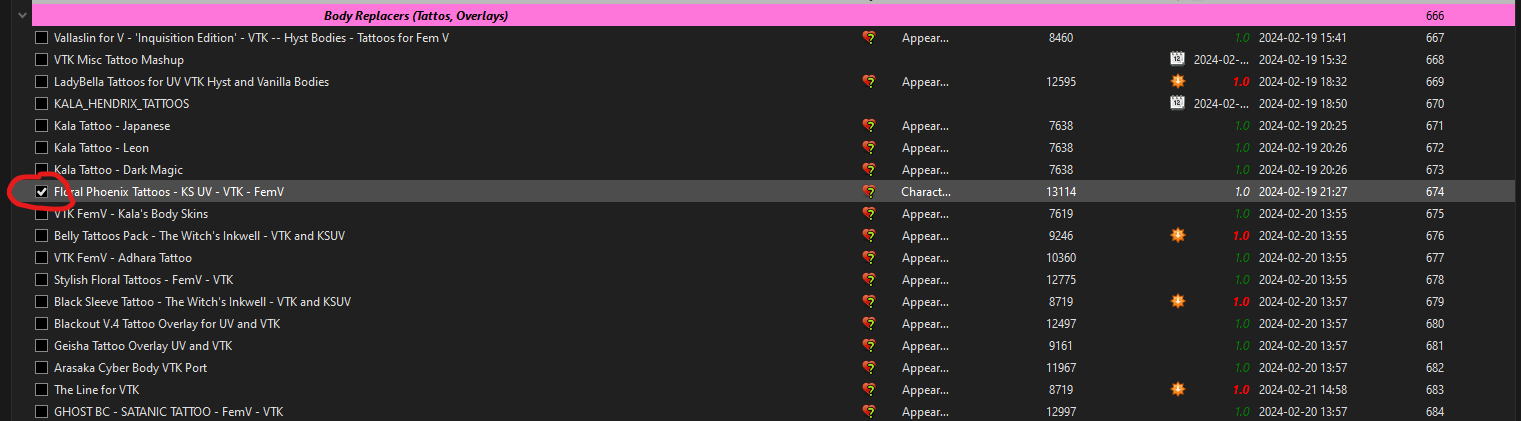 Body Replacers (Tattos, Overlays) 666
Vallaslin for V - 'Inquisition Edition' - VTK -- Hyst Bodies - Tattoos for Fem V Appear... 8460 1.0 2024-02-19 15:41 667
VTK Misc Tattoo Mashup 2024-02-... 2024-02-19 15:32 668
LadyBella Tattoos for UV VTK Hyst and Vanilla Bodies Appear... 12595 1.0 2024-02-19 18:32 669
KALA_HENDRIX_TATTOOS 2024-02-... 2024-02-19 18:50 670
Kala Tattoo - Japanese Appear... 7638 1.0 2024-02-19 20:25 671
Kala Tattoo - Leon Appear... 7638 1.0 2024-02-19 20:26 672
Kala Tattoo - Dark Magic Appear... 7638 1.0 2024-02-19 20:26 673
Floral Phoenix Tattoos - KS UV - VTK - FemV Charact... 13114 1.0 2024-02-19 21:27 674
VTK FemV - Kala's Body Skins Appear... 7619 1.0 2024-02-20 13:55 675
Belly Tattoos Pack - The Witch's Inkwell - VTK and KSUV Appear... 9246 1.0 2024-02-20 13:55 676
VTK FemV - Adhara Tattoo Appear... 10360 1.0 2024-02-20 13:55 677
Stylish Floral Tattoos - FemV - VTK Appear... 12775 1.0 2024-02-20 13:55 678
Black Sleeve Tattoo - The Witch's Inkwell - VTK and KSUV Appear... 8719 1.0 2024-02-20 13:57 679
Blackout V.4 Tattoo Overlay for UV and VTK Appear... 12497 1.0 2024-02-20 13:57 680
Geisha Tattoo Overlay UV and VTK Appear... 9161 1.0 2024-02-20 13:57 681
Arasaka Cyber Body VTK Port Appear... 11967 1.0 2024-02-20 13:57 682
The Line for VTK Appear... 8719 1.0 2024-02-21 14:58 683
GHOST BC - SATANIC TATTOO - FemV - VTK Appear... 12997 1.0 2024-02-20 13:57 684